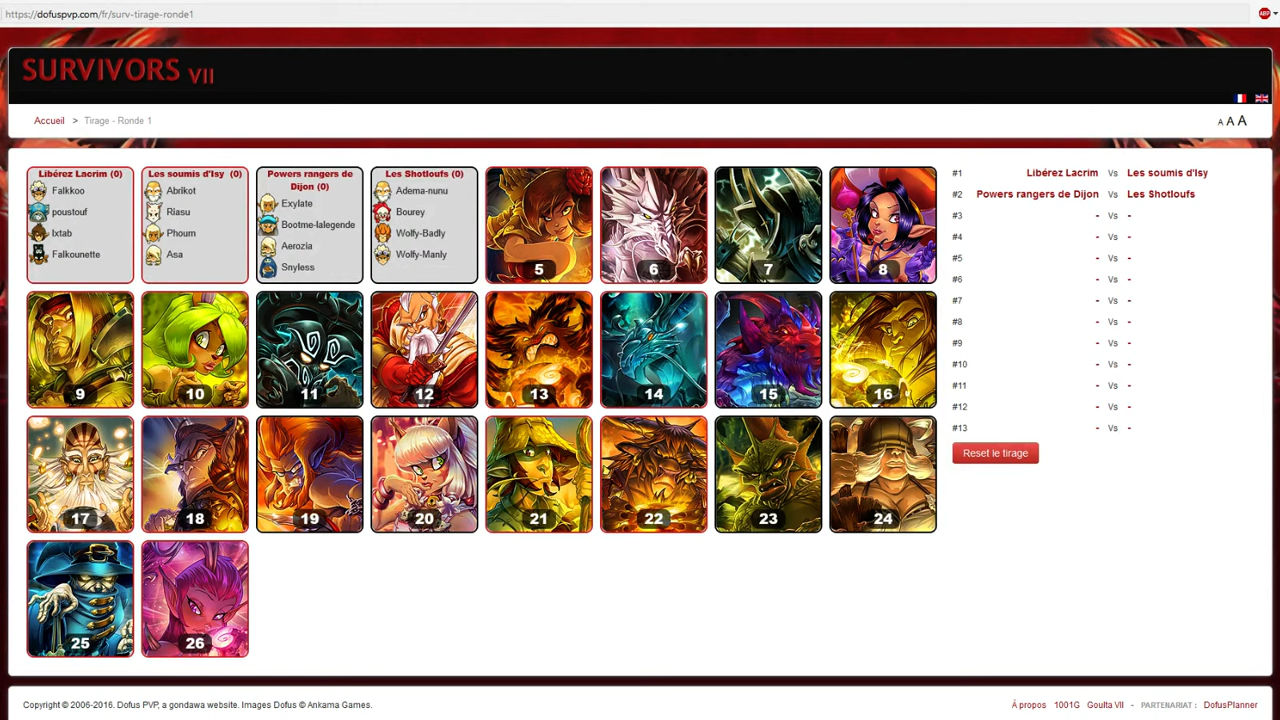 https://dofuspvp.com/fr/surv-tirage-ronde1
ABP
SURVIVORS VII
Accueil > Tirage - Ronde 1
A A A
Libérez Lacrim (0)
Falkkoo
poustouf
Ixtab
Falkounette
Les soumis d'Isy (0)
Abrikot
Riasu
Phoum
Asa
Powers rangers de
Dijon (0)
Exylate
Bootme-lalegende
Aerozia
Snyless
Les Shotloufs (0)
Adema-nunu
Bourey
Wolfy-Badly
Wolfy-Manly
5 6 7 8
9 10 11 12 13 14 15 16
17 18 19 20 21 22 23 24
25 26
#1 Libérez Lacrim Vs Les soumis d'Isy
#2 Powers rangers de Dijon Vs Les Shotloufs
#3 - Vs -
#4 - Vs -
#5 - Vs -
#6 - Vs -
#7 - Vs -
#8 - Vs -
#9 - Vs -
#10 - Vs -
#11 - Vs -
#12 - Vs -
#13 - Vs -
Reset le tirage
Copyright © 2006-2016. Dofus PVP, a gondawa website. Images Dofus © Ankama Games.
À propos 1001G Goulta VII - PARTENARIAT : DofusPlanner